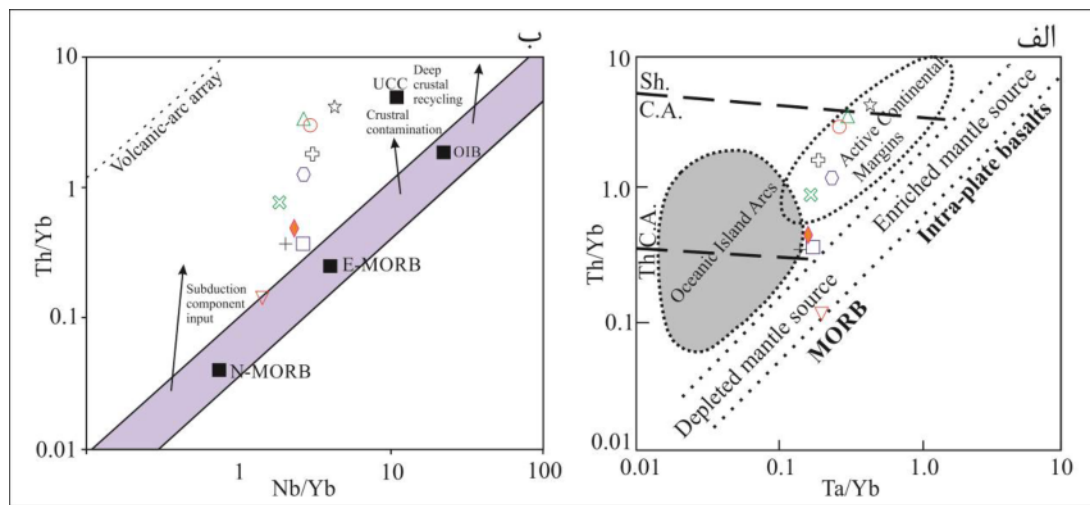 ب
10
1
0.1
0.01
Th/Yb
1
10
100
Nb/Yb
Volcanic-arc array
UCC
Deep
crustal
recycling
Crustral
contamination
OIB
E-MORB
Subduction
component
input
N-MORB
الف
10
1.0
0.1
0.01
Th/Yb
0.01
0.1
1.0
10
Ta/Yb
Sh.
C.A.
C.A.
Th
Oceanic Island Arcs
Active Continental
Margins
Enriched mantle source
Intra-plate basalts
Depleted mantle source
MORB